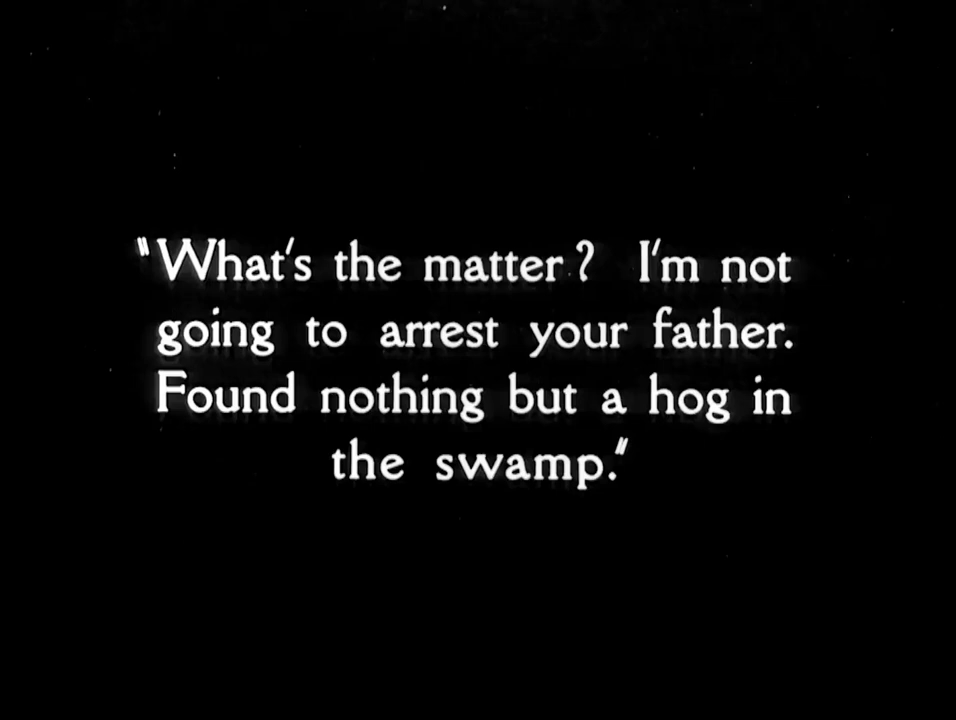 "What's the matter? I'm not
going to arrest your father.
Found nothing but a hog in
the swamp."